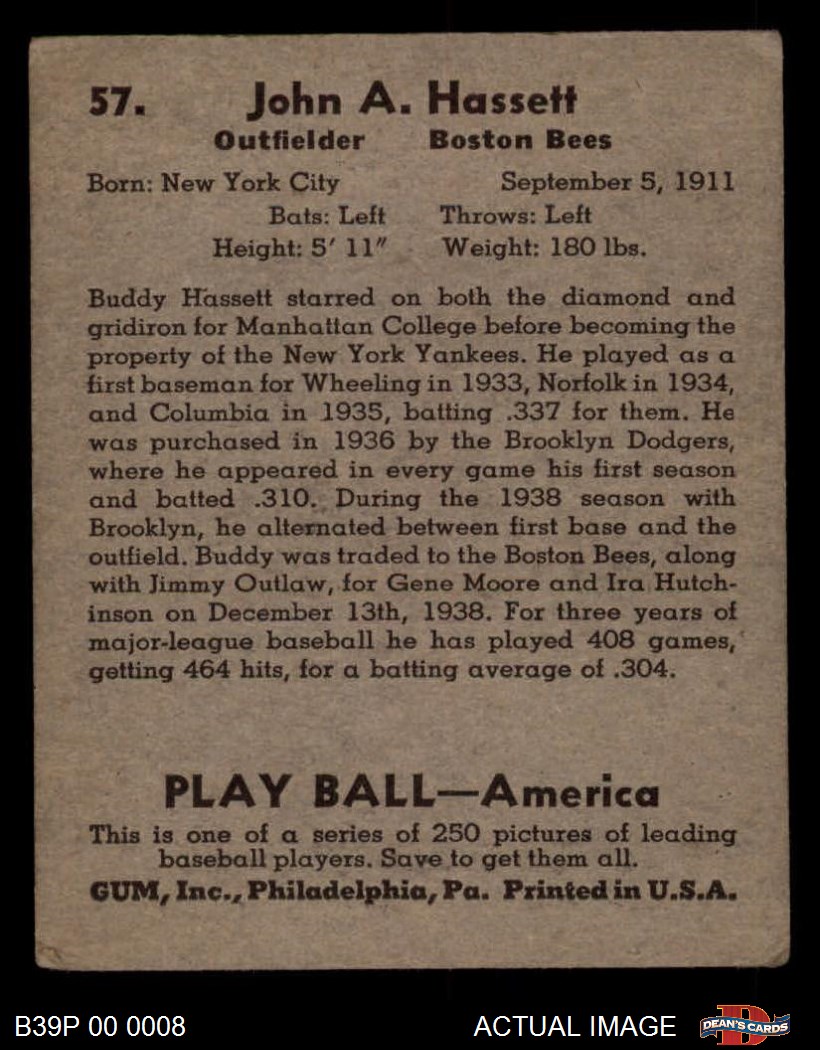 57. John A. Hassett
Outfielder Boston Bees
Born: New York City September 5, 1911
Bats: Left Throws: Left
Height: 5' 11" Weight: 180 lbs.
Buddy Hassett starred on both the diamond and
gridiron for Manhattan College before becoming the
property of the New York Yankees. He played as a
first baseman for Wheeling in 1933, Norfolk in 1934,
and Columbia in 1935, batting .337 for them. He
was purchased in 1936 by the Brooklyn Dodgers,
where he appeared in every game his first season
and batted .310. During the 1938 season with
Brooklyn, he alternated between first base and the
outfield. Buddy was traded to the Boston Bees, along
with Jimmy Outlaw, for Gene Moore and Ira Hutch-
inson on December 13th, 1938. For three years of
major-league baseball he has played 408 games,
getting 464 hits, for a batting average of .304.
PLAY BALL—America
This is one of a series of 250 pictures of leading
baseball players. Save to get them all.
GUM, Inc., Philadelphia, Pa. Printed in U.S.A.
B39P 00 0008 ACTUAL IMAGE D DEAN'S CARDS